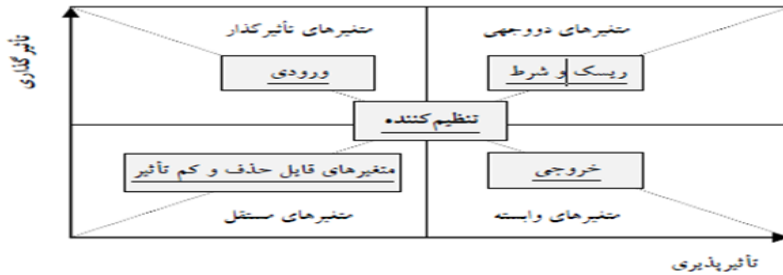 متغیرهای دووجهی
متغیرهای تأثیرگذار
ریسک و شرط
ورودی
تأثیرگذاری
تنظیم‌کننده
خروجی
متغیرهای قابل حذف و کم تأثیر
متغیرهای وابسته
متغیرهای مستقل
تأثیرپذیری